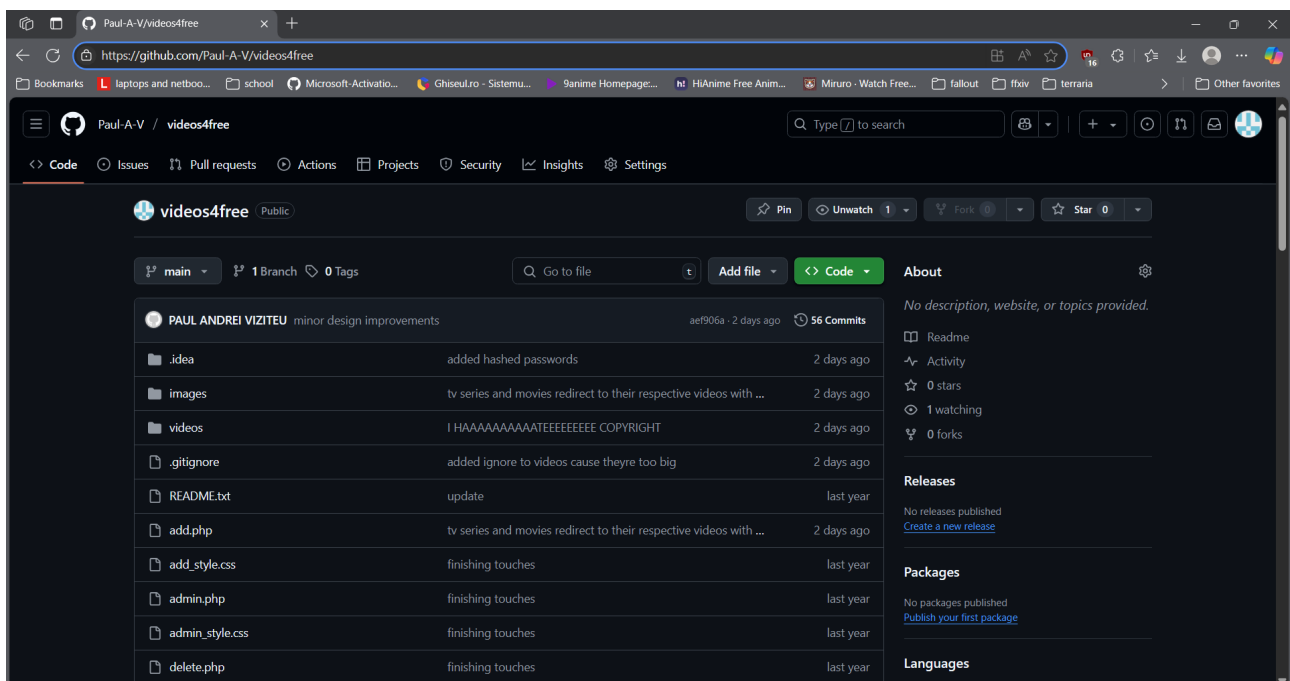 Paul-A-V/videos4free
https://github.com/Paul-A-V/videos4free
16
Bookmarks laptops and netboo... school Microsoft-Activatio... Ghiseul.ro - Sistemu... 9anime Homepage:... HiAnime Free Anim... Miruro - Watch Free... fallout ffxiv terraria Other favorites
Paul-A-V / videos4free Type / to search
Code Issues Pull requests Actions Projects Security Insights Settings
videos4free Public Pin Unwatch 1 Fork 0 Star 0
main 1 Branch 0 Tags Go to file t Add file Code
PAUL ANDREI VIZITEU minor design improvements aef906a · 2 days ago 56 Commits
.idea added hashed passwords 2 days ago
images tv series and movies redirect to their respective videos with ... 2 days ago
videos I HAAAAAAAAAATEEEEEEEEE COPYRIGHT 2 days ago
.gitignore added ignore to videos cause theyre too big 2 days ago
README.txt update last year
add.php tv series and movies redirect to their respective videos with ... 2 days ago
add_style.css finishing touches last year
admin.php finishing touches last year
admin_style.css finishing touches last year
delete.php finishing touches last year
About
No description, website, or topics provided.
Readme
Activity
0 stars
1 watching
0 forks
Releases
No releases published
Create a new release
Packages
No packages published
Publish your first package
Languages